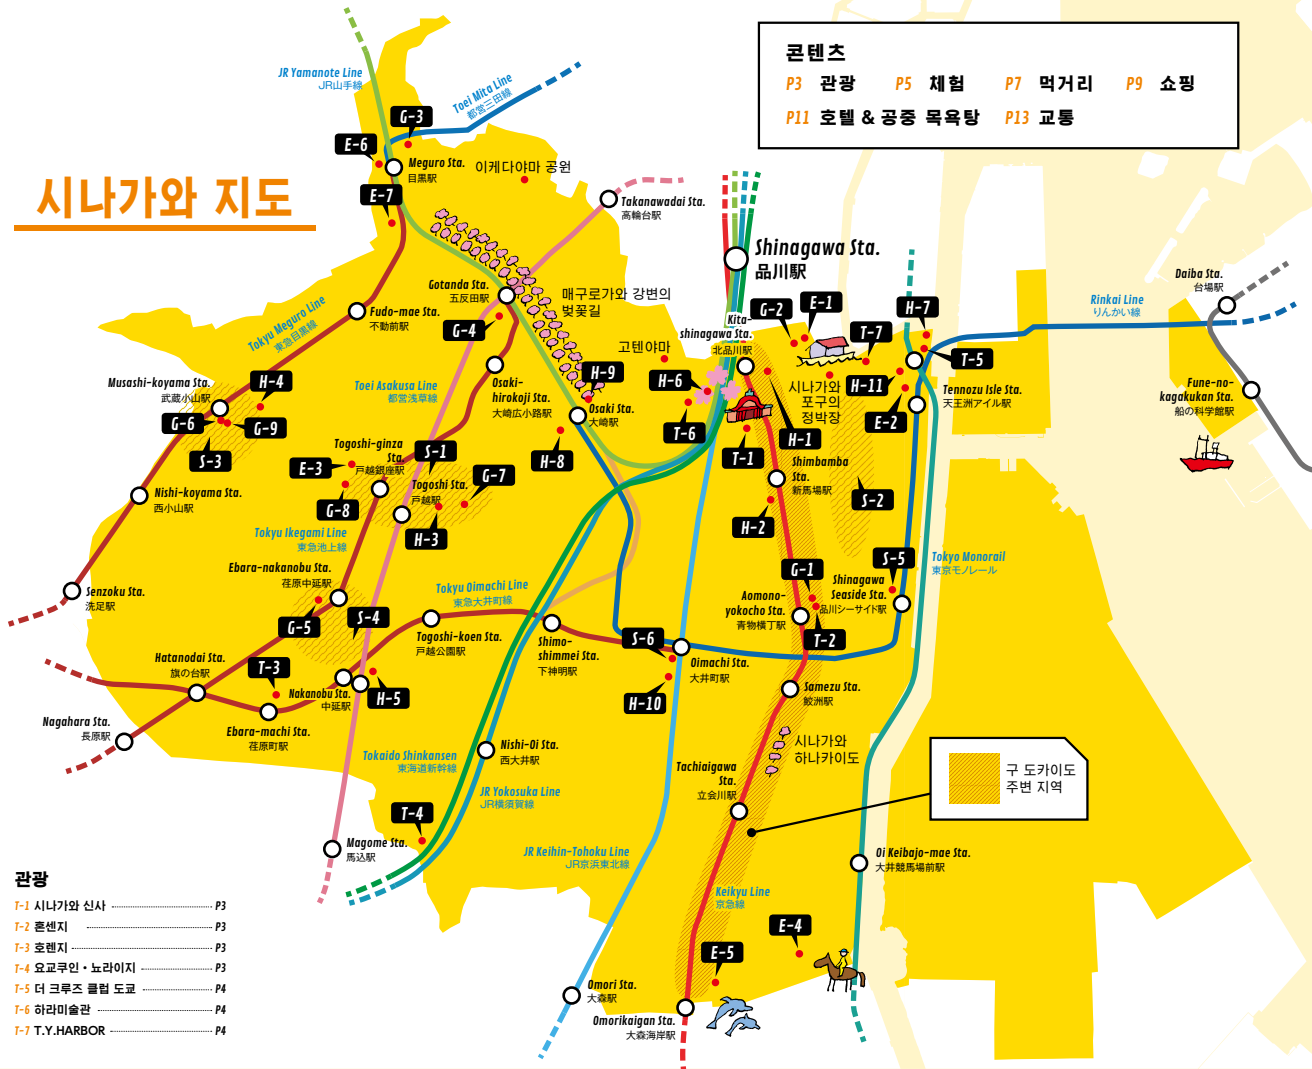 시나가와 지도
콘텐츠
P3 관광
P5 체험
P7 먹거리
P9 쇼핑
P11 호텔 & 공중 목욕탕
P13 교통
JR Yamanote Line
JR山手線
Toei Mita Line
都営三田線
G-3
E-6
Meguro Sta.
目黒駅
이케다야마 공원
E-7
Takanawadai Sta.
高輪台駅
Shinagawa Sta.
品川駅
Gotanda Sta.
五反田駅
매구로가와 강변의
벚꽃길
Fudo-mae Sta.
不動前駅
Tokyu Meguro Line
東急目黒線
G-4
고텐야마
Kita-
shinagawa Sta.
北品川駅
G-2
E-1
T-7
H-7
T-5
Daiba Sta.
台場駅
Rinkai Line
りんかい線
Musashi-koyama Sta.
武蔵小山駅
H-4
G-6
G-9
S-3
Toei Asakusa Line
都営浅草線
Osaki-
hirokoji Sta.
大崎広小路駅
H-9
Osaki Sta.
大崎駅
H-8
H-6
T-6
시나가와
포구의
정박장
H-11
E-2
Tennozu Isle Sta.
天王洲アイル駅
Fune-no-
kagakukan Sta.
船の科学館駅
Togoshi-ginza
Sta.
戸越銀座駅
S-1
E-3
G-8
Togoshi Sta.
戸越駅
G-7
H-3
T-1
H-1
Shimbamba
Sta.
新馬場駅
H-2
S-2
Nishi-koyama Sta.
西小山駅
Tokyu Ikegami Line
東急池上線
Ebara-nakanobu Sta.
荏原中延駅
Senzoku Sta.
洗足駅
G-5
S-4
Tokyu Oimachi Line
東急大井町線
Togoshi-koen Sta.
戸越公園駅
Shimo-
shimmei Sta.
下神明駅
G-1
S-5
Shinagawa
Seaside Sta.
品川シーサイド駅
Tokyo Monorail
東京モノレール
Aomono-
yokocho Sta.
青物横丁駅
T-2
S-6
Oimachi Sta.
大井町駅
H-10
Hatanodai Sta.
旗の台駅
T-3
Nakanobu Sta.
中延駅
H-5
Samezu Sta.
鮫洲駅
Nagahara Sta.
長原駅
Ebara-machi Sta.
荏原町駅
Tokaido Shinkansen
東海道新幹線
Nishi-Oi Sta.
西大井駅
시나가와
하나카이도
Tachiaigawa
Sta.
立会川駅
구 도카이도
주변 지역
JR Yokosuka Line
JR横須賀線
T-4
Magome Sta.
馬込駅
JR Keihin-Tohoku Line
JR京浜東北線
Oi Keibajo-mae Sta.
大井競馬場前駅
Keikyu Line
京急線
E-4
E-5
Omori Sta.
大森駅
Omorikaigan Sta.
大森海岸駅
관광
T-1 시나가와 신사 P3
T-2 혼센지 P3
T-3 호렌지 P3
T-4 요교쿠인・뇨라이지 P3
T-5 더 크루즈 클럽 도쿄 P4
T-6 하라미술관 P4
T-7 T.Y.HARBOR P4